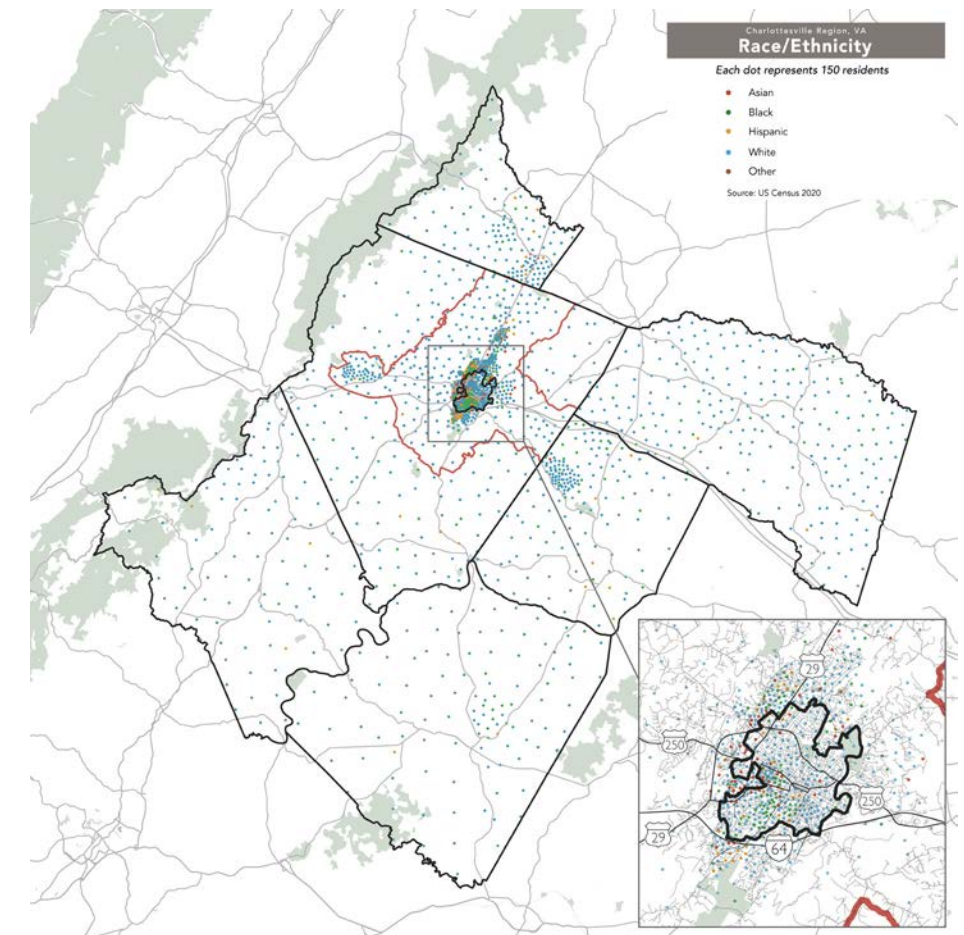 Charlottesville Region, VA
Race/Ethnicity
Each dot represents 150 residents
Asian
Black
Hispanic
White
Other
Source: US Census 2020
29
250
250
29
64